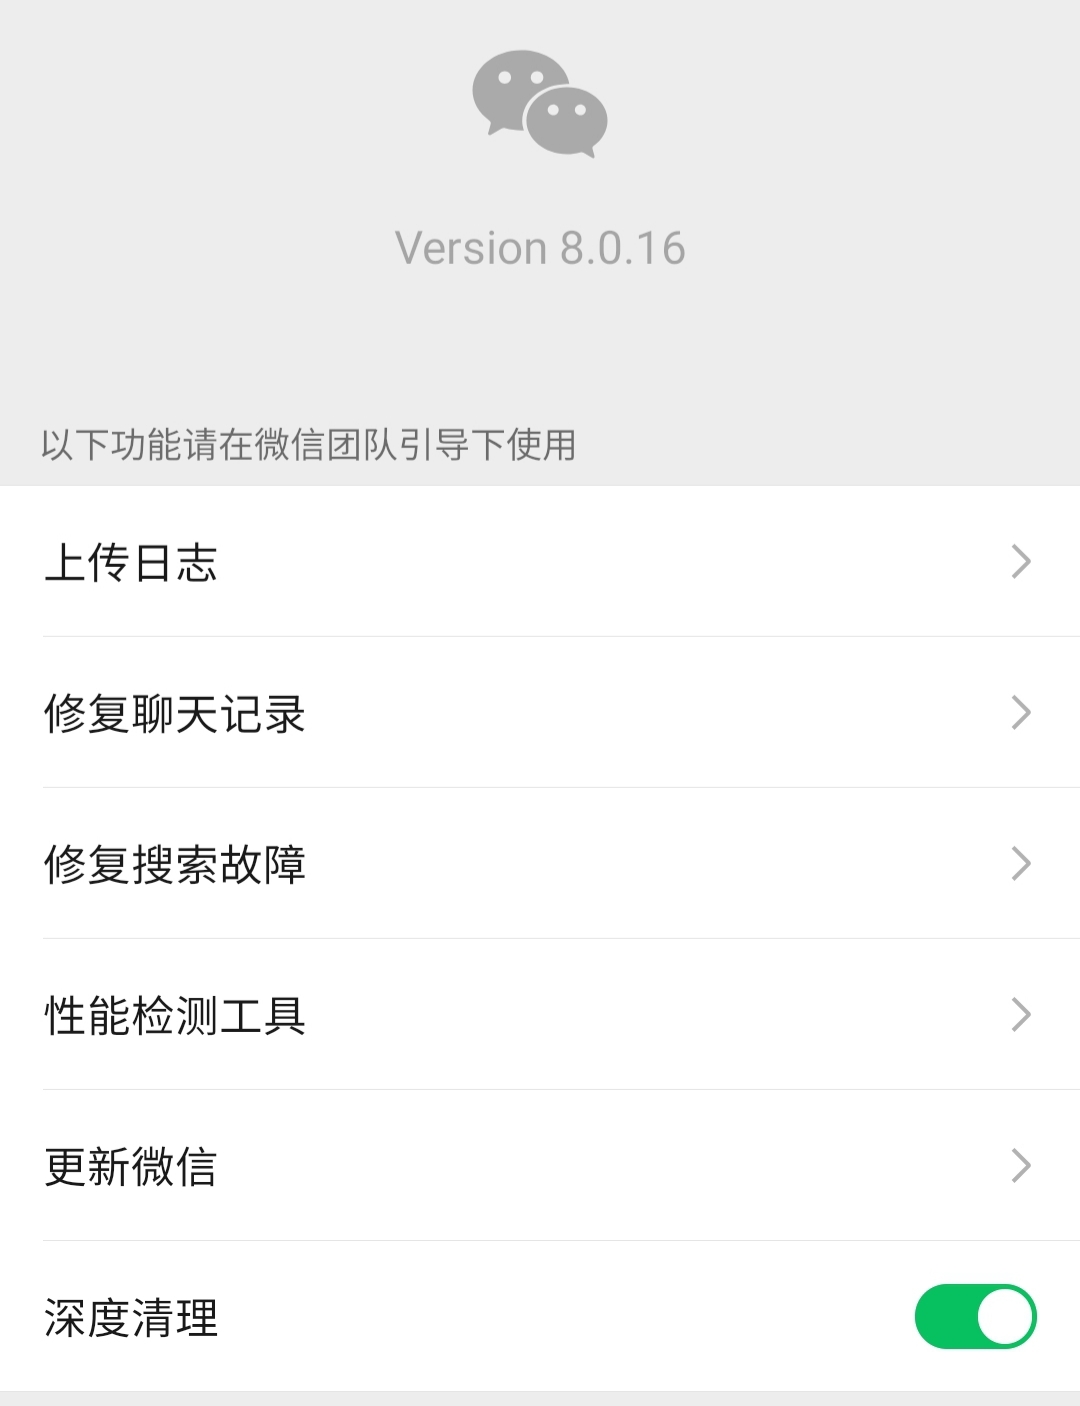 Version 8.0.16
以下功能请在微信团队引导下使用
上传日志
修复聊天记录
修复搜索故障
性能检测工具
更新微信
深度清理